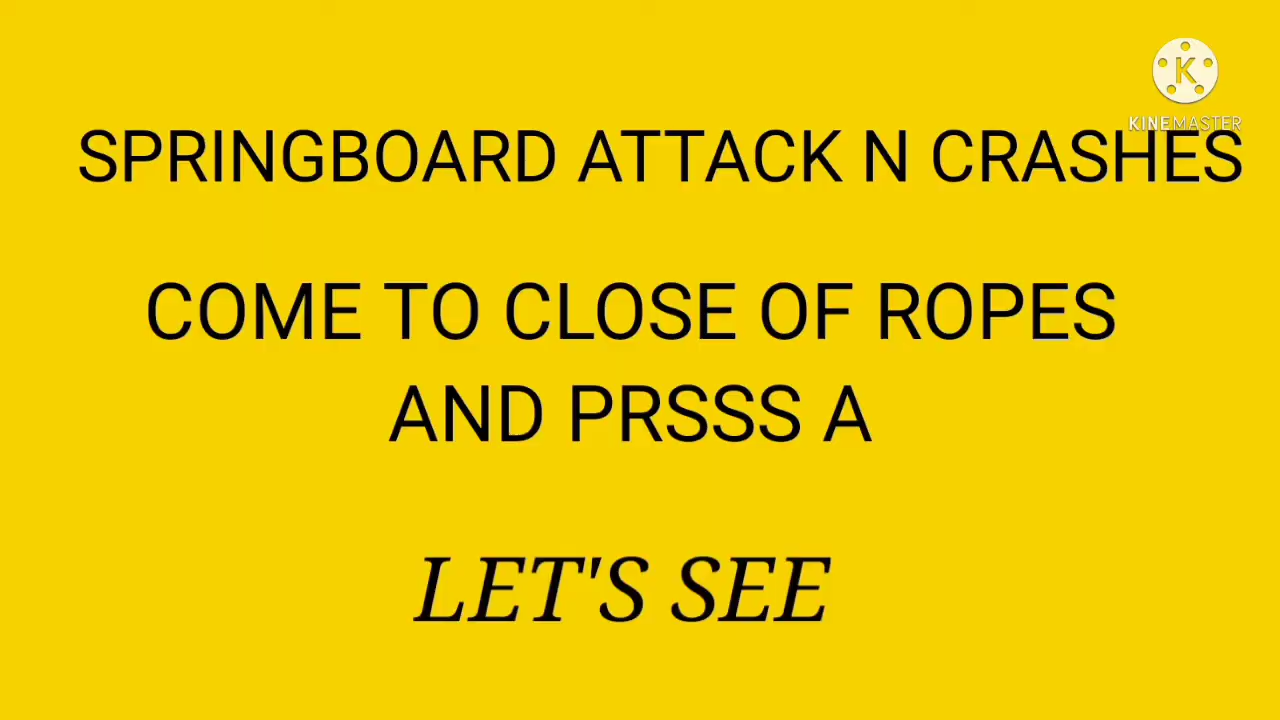 KINEMASTER
SPRINGBOARD ATTACK N CRASHES
COME TO CLOSE OF ROPES
AND PRSSS A
LET'S SEE